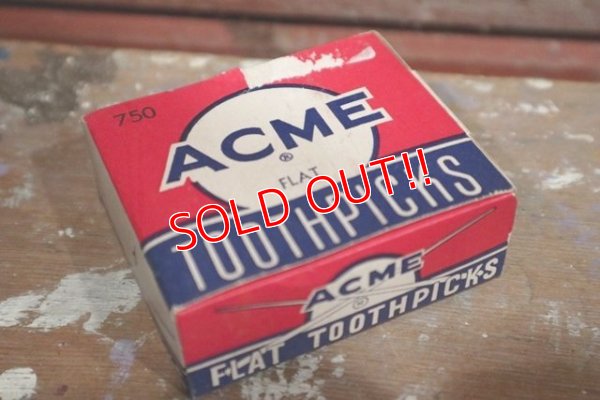 750
ACME
®
FLAT
TOOTHPICKS
SOLD OUT!!
ACME
®
FLAT TOOTHPICKS